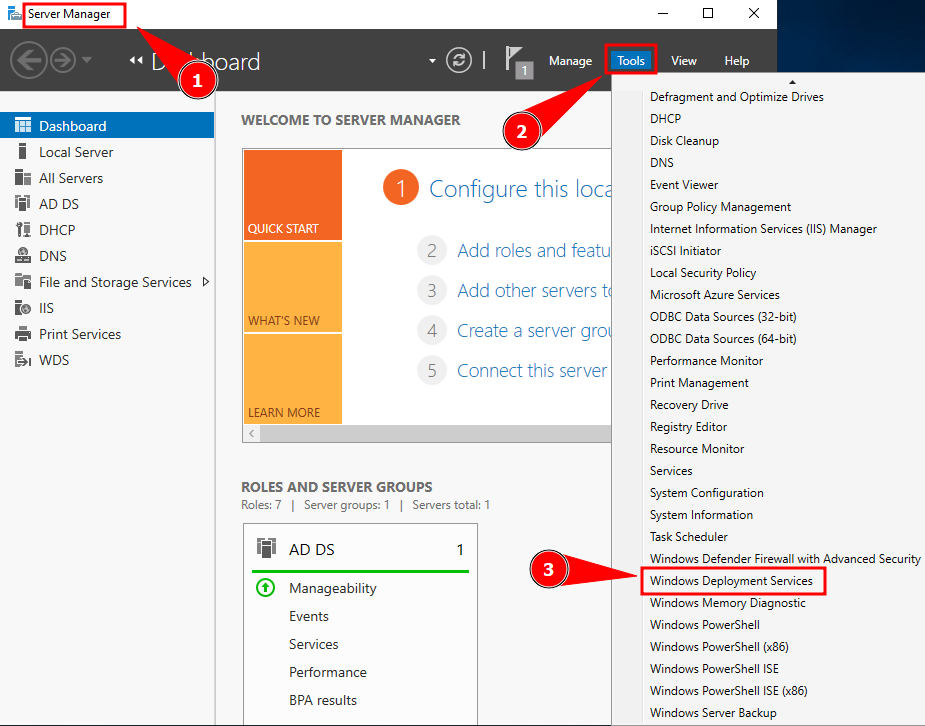 Server Manager
Dashboard
1
Manage
Tools
View
Help
1
2
Dashboard
Local Server
All Servers
AD DS
DHCP
DNS
File and Storage Services
IIS
Print Services
WDS
WELCOME TO SERVER MANAGER
QUICK START
WHAT'S NEW
LEARN MORE
1 Configure this loca
2 Add roles and featu
3 Add other servers to
4 Create a server grou
5 Connect this server
ROLES AND SERVER GROUPS
Roles: 7 | Server groups: 1 | Servers total: 1
AD DS 1
Manageability
Events
Services
Performance
BPA results
Defragment and Optimize Drives
DHCP
Disk Cleanup
DNS
Event Viewer
Group Policy Management
Internet Information Services (IIS) Manager
iSCSI Initiator
Local Security Policy
Microsoft Azure Services
ODBC Data Sources (32-bit)
ODBC Data Sources (64-bit)
Performance Monitor
Print Management
Recovery Drive
Registry Editor
Resource Monitor
Services
System Configuration
System Information
Task Scheduler
Windows Defender Firewall with Advanced Security
3
Windows Deployment Services
Windows Memory Diagnostic
Windows PowerShell
Windows PowerShell (x86)
Windows PowerShell ISE
Windows PowerShell ISE (x86)
Windows Server Backup